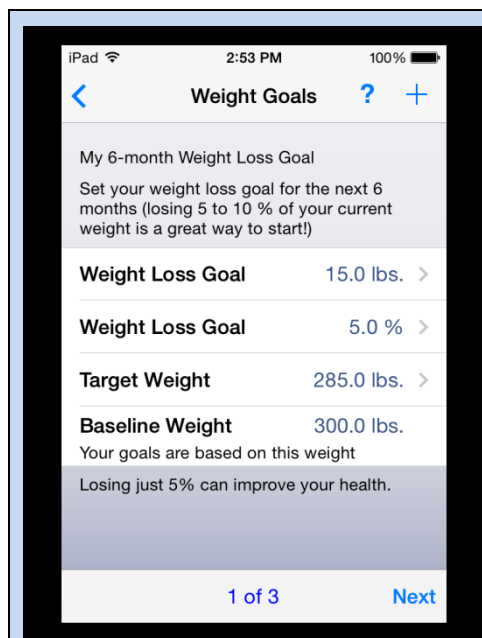 iPad 2:53 PM 100%
Weight Goals ? +
My 6-month Weight Loss Goal
Set your weight loss goal for the next 6
months (losing 5 to 10 % of your current
weight is a great way to start!)
Weight Loss Goal 15.0 lbs.
Weight Loss Goal 5.0 %
Target Weight 285.0 lbs.
Baseline Weight 300.0 lbs.
Your goals are based on this weight
Losing just 5% can improve your health.
1 of 3 Next